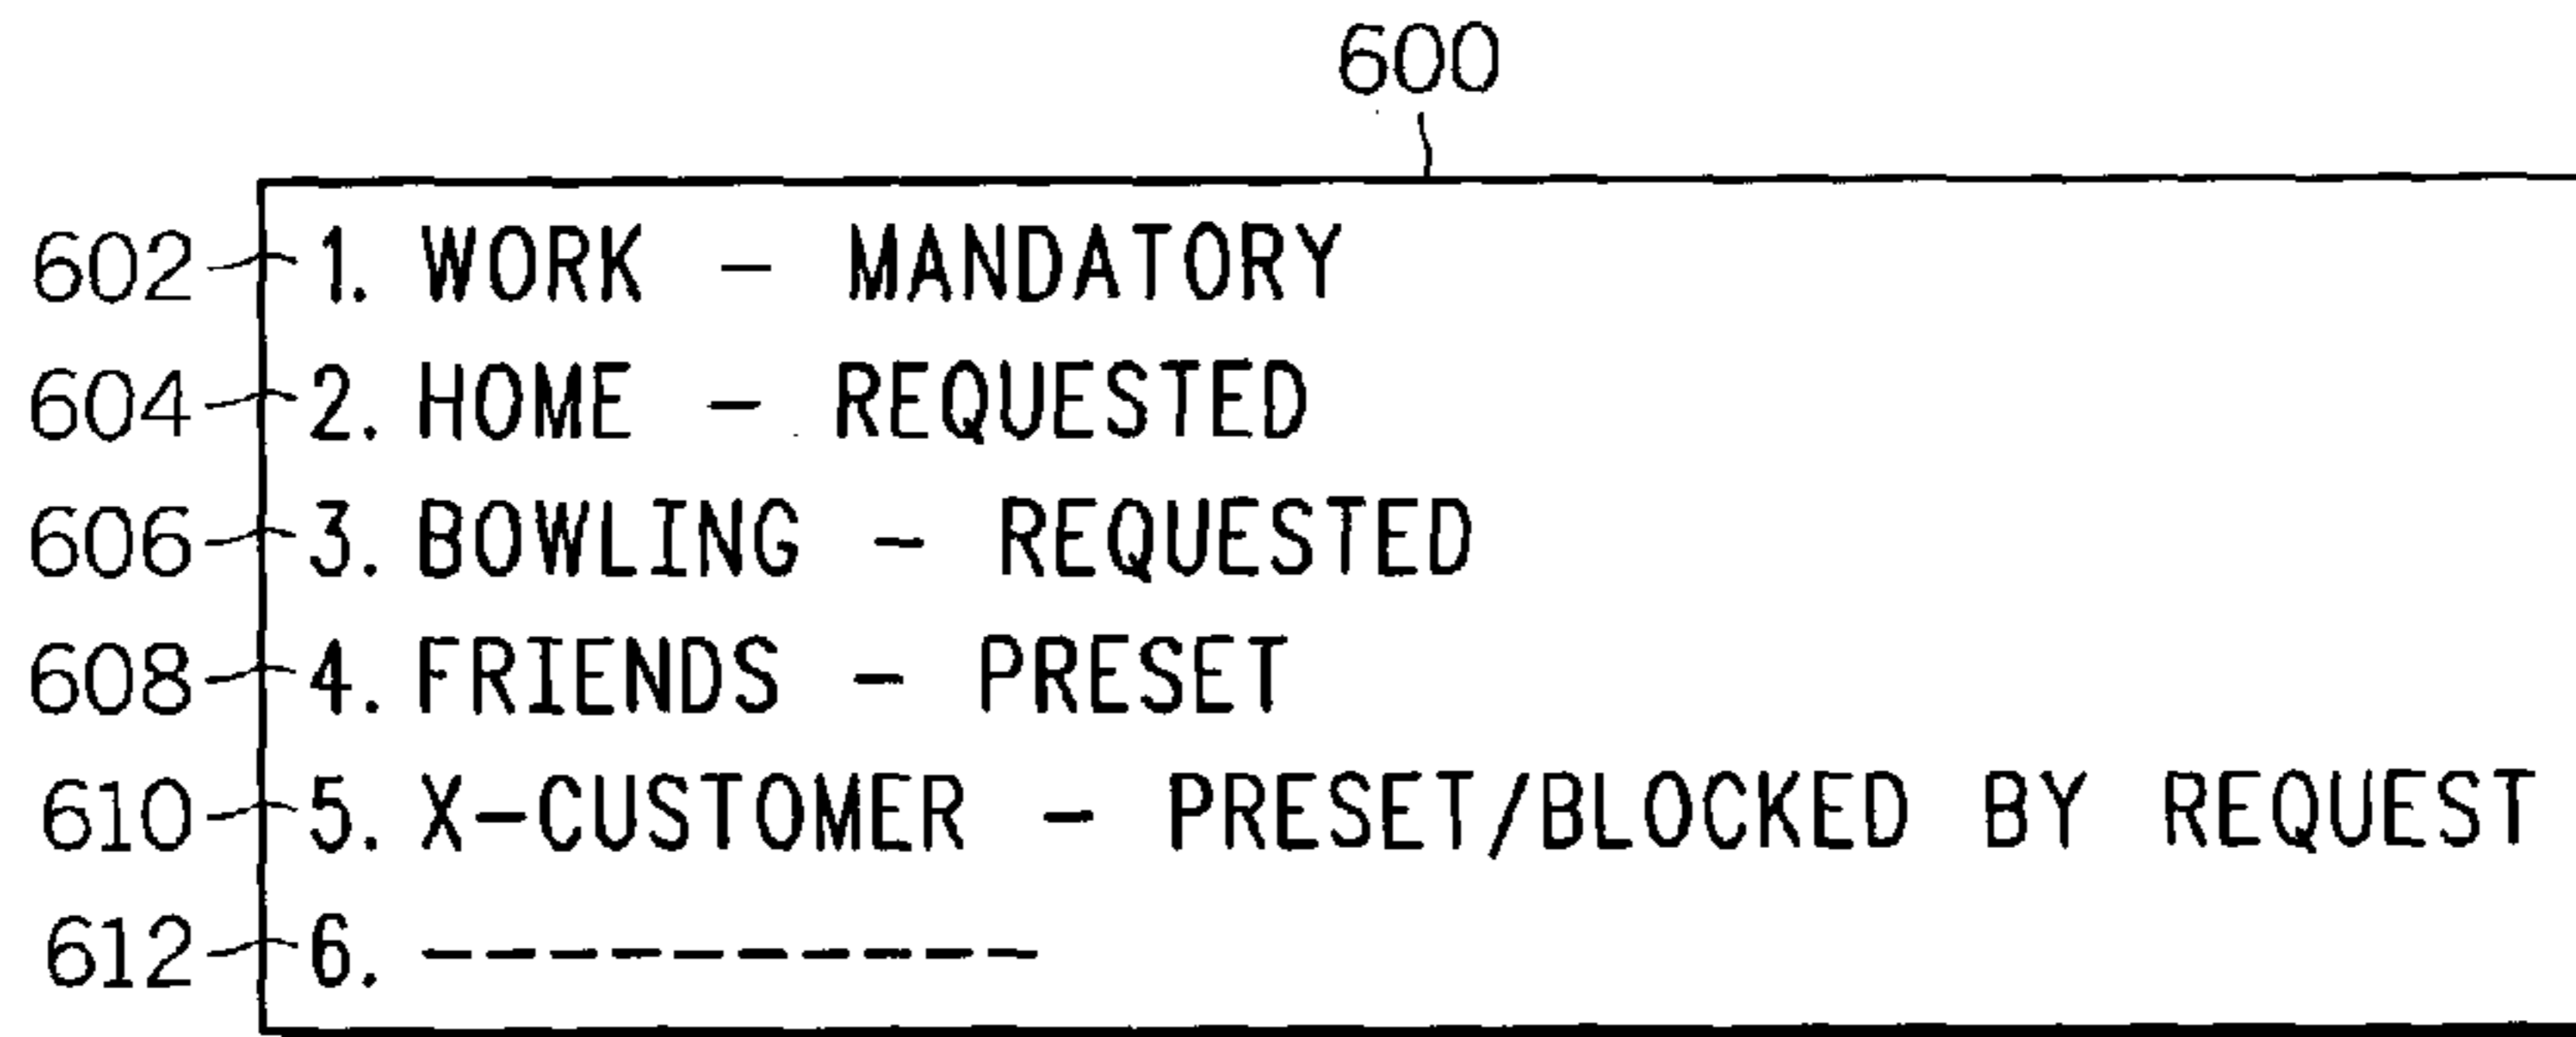 600
602 1. WORK – MANDATORY
604 2. HOME – REQUESTED
606 3. BOWLING – REQUESTED
608 4. FRIENDS – PRESET
610 5. X-CUSTOMER – PRESET/BLOCKED BY REQUEST
612 6. ----------